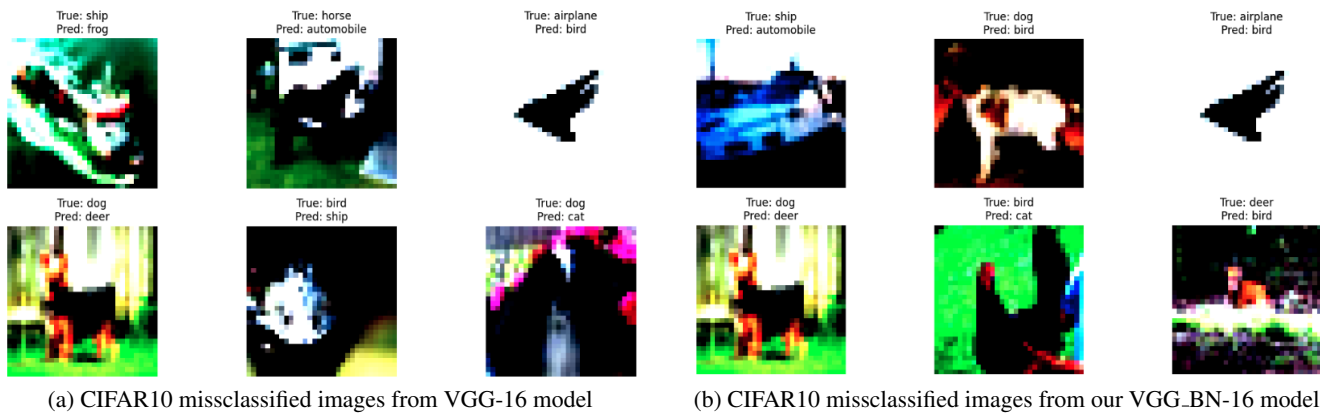 True: ship
Pred: frog
True: horse
Pred: automobile
True: airplane
Pred: bird
True: dog
Pred: deer
True: bird
Pred: ship
True: dog
Pred: cat
(a) CIFAR10 missclassified images from VGG-16 model
True: ship
Pred: automobile
True: dog
Pred: bird
True: airplane
Pred: bird
True: dog
Pred: deer
True: bird
Pred: cat
True: deer
Pred: bird
(b) CIFAR10 missclassified images from our VGG_BN-16 model